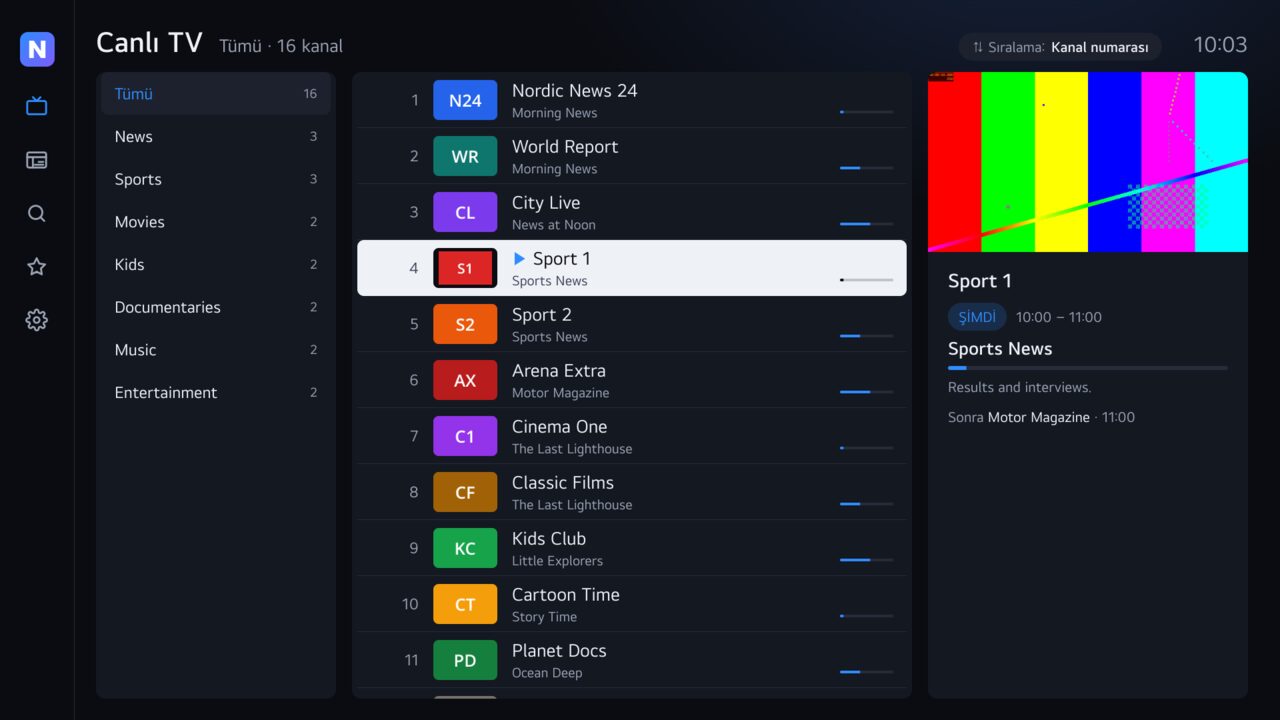 N
Canlı TV
Tümü · 16 kanal
Sıralama: Kanal numarası
10:03
Tümü 16
News 3
Sports 3
Movies 2
Kids 2
Documentaries 2
Music 2
Entertainment 2
1 N24 Nordic News 24
Morning News
2 WR World Report
Morning News
3 CL City Live
News at Noon
4 S1 Sport 1
Sports News
5 S2 Sport 2
Sports News
6 AX Arena Extra
Motor Magazine
7 C1 Cinema One
The Last Lighthouse
8 CF Classic Films
The Last Lighthouse
9 KC Kids Club
Little Explorers
10 CT Cartoon Time
Story Time
11 PD Planet Docs
Ocean Deep
Sport 1
ŞİMDİ 10:00 – 11:00
Sports News
Results and interviews.
Sonra Motor Magazine · 11:00